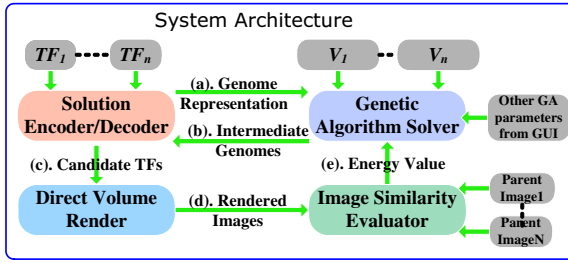 System Architecture
TF1
TFn
V1
Vn
(a). Genome
Representation
Solution
Encoder/Decoder
Genetic
Algorithm Solver
Other GA
parameters
from GUI
(b). Intermediate
Genomes
(c). Candidate TFs
(e). Energy Value
Direct Volume
Render
(d). Rendered
Images
Image Similarity
Evaluator
Parent
Image1
Parent
ImageN